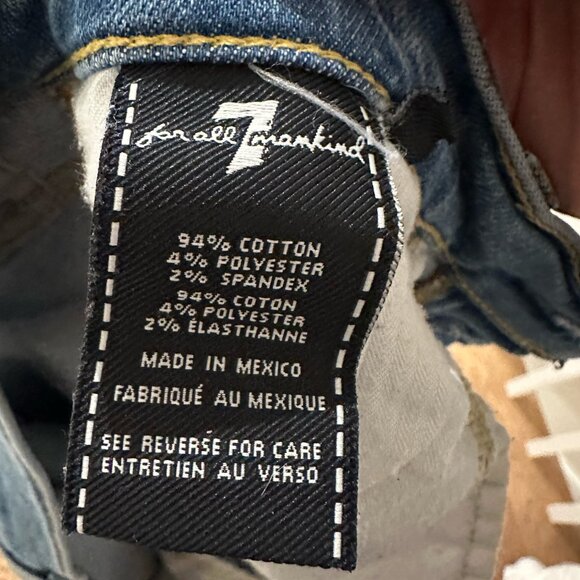 7
for all mankind
94% COTTON
4% POLYESTER
2% SPANDEX
94% COTON
4% POLYESTER
2% ÉLASTHANNE
MADE IN MEXICO
FABRIQUÉ AU MEXIQUE
SEE REVERSE FOR CARE
ENTRETIEN AU VERSO